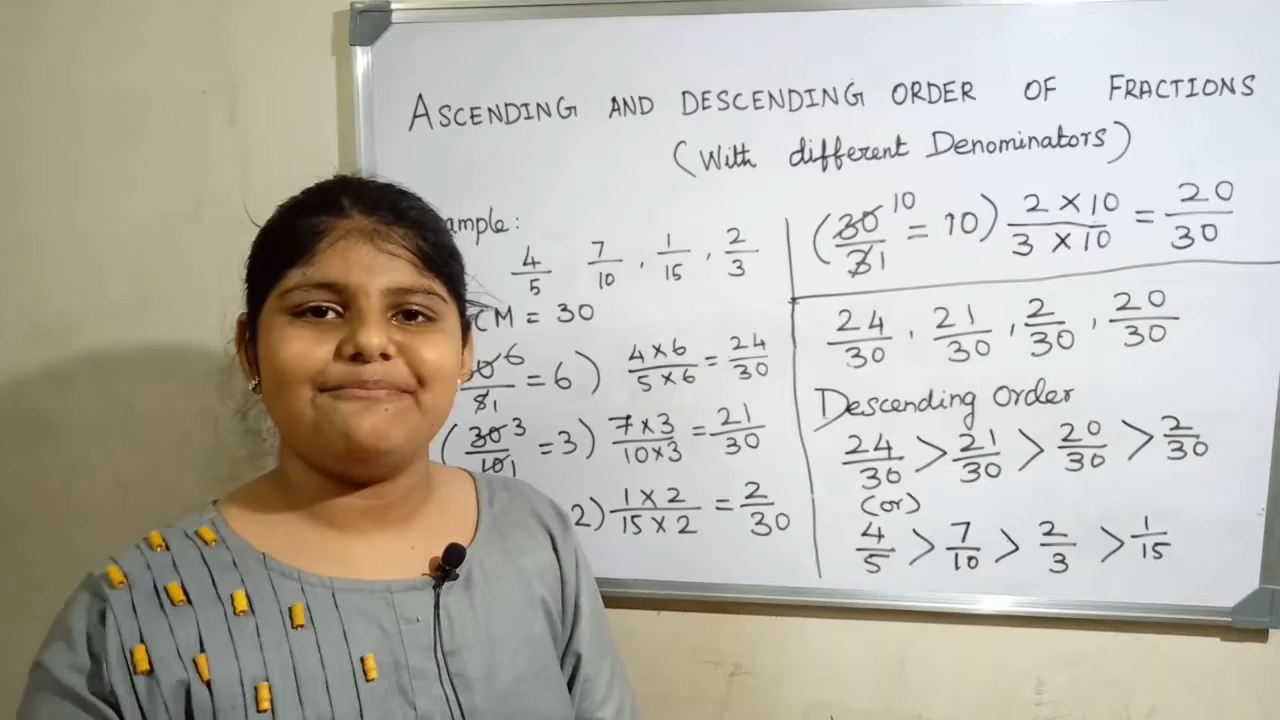 ASCENDING AND DESCENDING ORDER OF FRACTIONS
(With different Denominators)
ample:
4/5 7/10 , 1/15 , 2/3
CM = 30
6/1 = 6) 4×6/5×6 = 24/30
(30/10 3/1 = 3) 7×3/10×3 = 21/30
2) 1×2/15×2 = 2/30
(30/3 10/1 = 10) 2×10/3×10 = 20/30
24/30 , 21/30 , 2/30 , 20/30
Descending Order
24/30 > 21/30 > 20/30 > 2/30
(or)
4/5 > 7/10 > 2/3 > 1/15